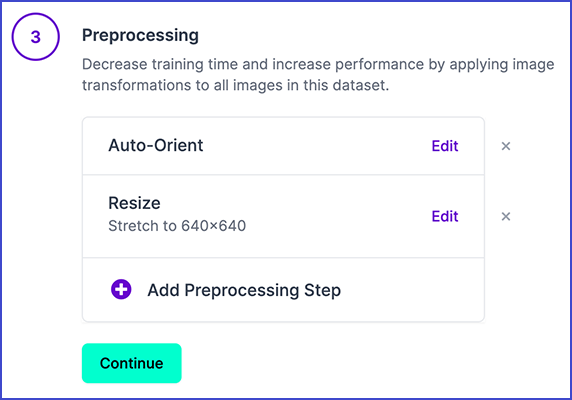 3
Preprocessing
Decrease training time and increase performance by applying image
transformations to all images in this dataset.
Auto-Orient
Edit
×
Resize
Stretch to 640×640
Edit
×
Add Preprocessing Step
Continue